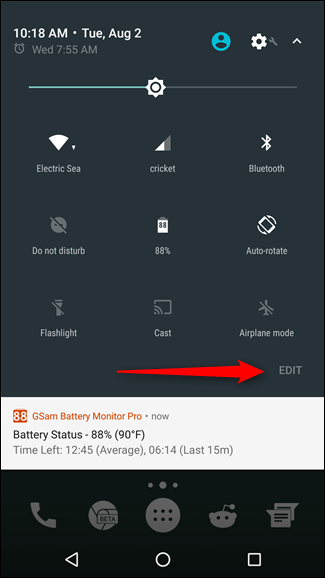 10:18 AM • Tue, Aug 2
Wed 7:55 AM
Electric Sea
cricket
Bluetooth
88
Do not disturb
88%
Auto-rotate
Flashlight
Cast
Airplane mode
EDIT
88 GSam Battery Monitor Pro • now
Battery Status - 88% (90°F)
Time Left: 12:45 (Average), 06:14 (Last 15m)
BETA